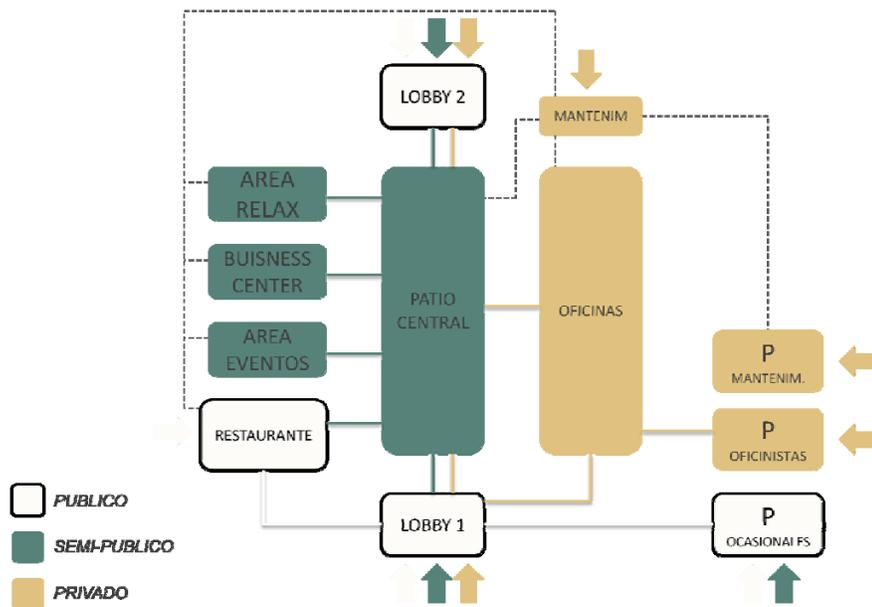 LOBBY 2
MANTENIM
AREA
RELAX
BUISNESS
CENTER
PATIO
CENTRAL
OFICINAS
AREA
EVENTOS
P
MANTENIM.
RESTAURANTE
P
OFICINISTAS
PUBLICO
LOBBY 1
P
OCASIONALES
SEMI-PUBLICO
PRIVADO